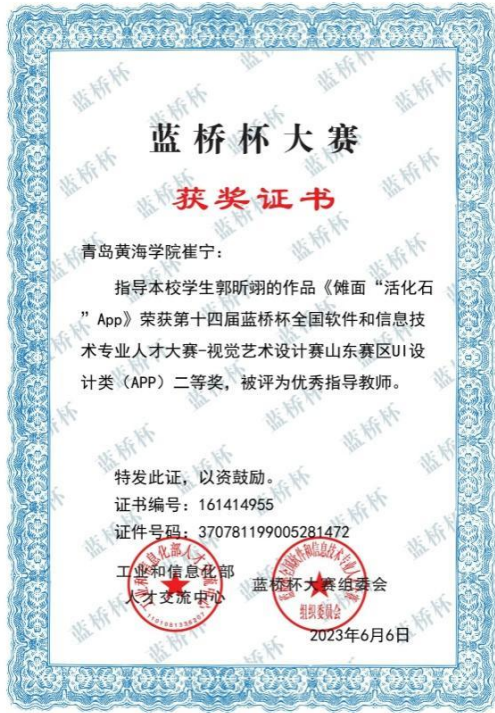 蓝桥杯大赛
获奖证书
青岛黄海学院崔宁：
指导本校学生郭昕翊的作品《傩面“活化石
”App》荣获第十四届蓝桥杯全国软件和信息技
术专业人才大赛-视觉艺术设计赛山东赛区UI设
计类（APP）二等奖，被评为优秀指导教师。
特发此证，以资鼓励。
证书编号：161414955
证件号码：370781199005281472
工业和信息化部
人才交流中心
蓝桥杯大赛组委会
组织委员会
2023年6月6日